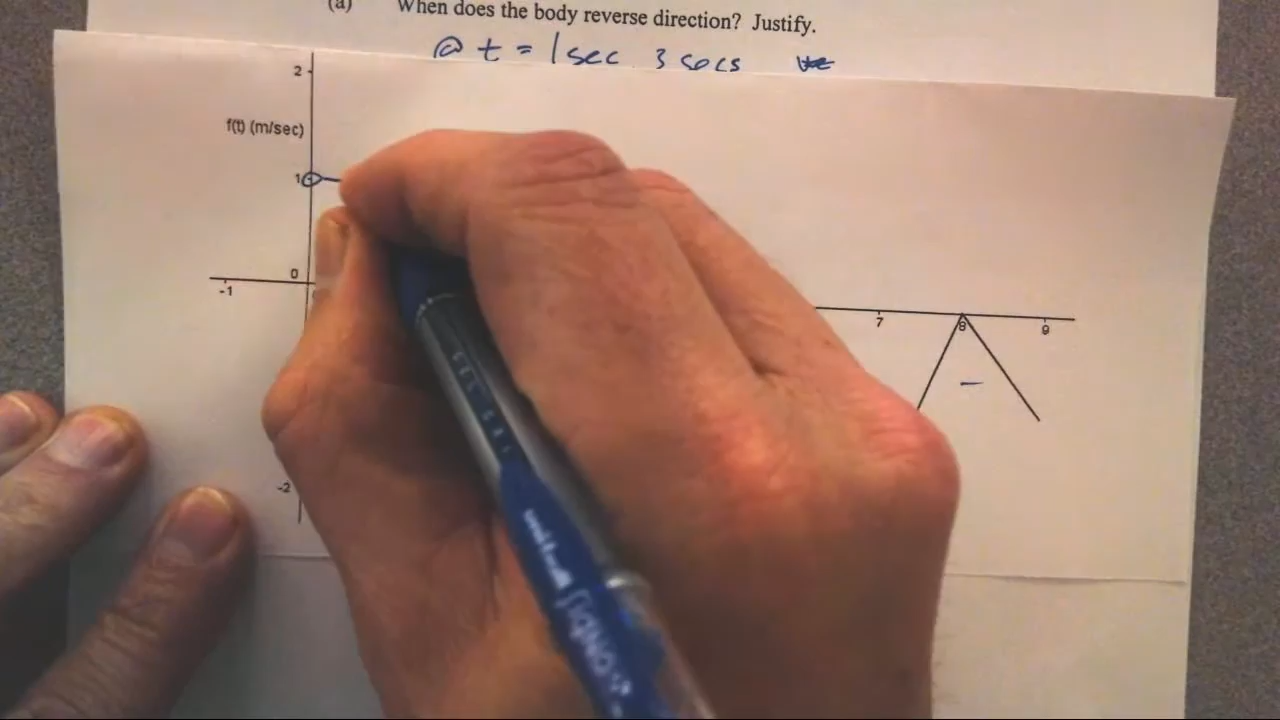 (a) When does the body reverse direction? Justify.
@ t = 1 sec 3 secs
2
f(t) (m/sec)
1
0
-1 7 8 9
-2